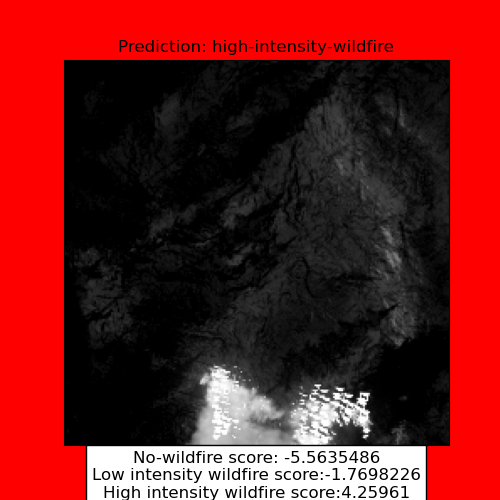 Prediction: high-intensity-wildfire
No-wildfire score: -5.5635486
Low intensity wildfire score:-1.7698226
High intensity wildfire score:4.25961